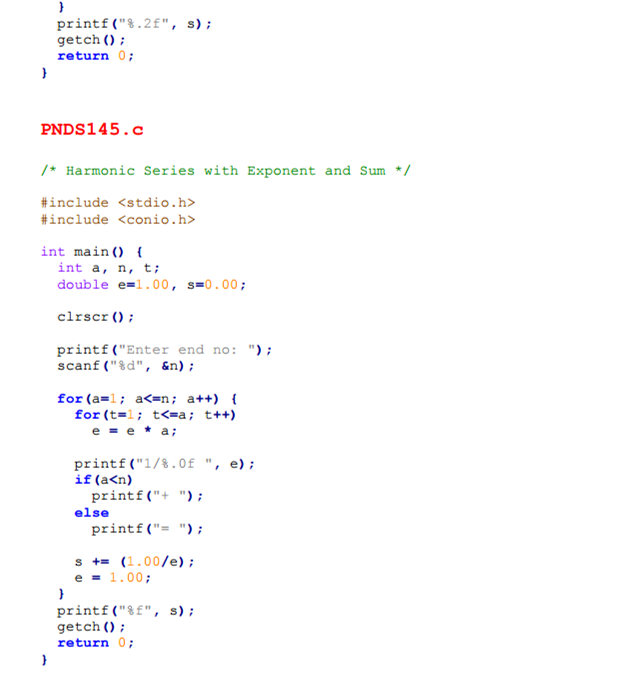 }
printf("%.2f", s);
getch();
return 0;
}
PNDS145.c
/* Harmonic Series with Exponent and Sum */
#include <stdio.h>
#include <conio.h>
int main() {
int a, n, t;
double e=1.00, s=0.00;
clrscr();
printf("Enter end no: ");
scanf("%d", &n);
for(a=1; a<=n; a++) {
for(t=1; t<=a; t++)
e = e * a;
printf("1/%.0f ", e);
if(a<n)
printf("+ ");
else
printf("= ");
s += (1.00/e);
e = 1.00;
}
printf("%f", s);
getch();
return 0;
}